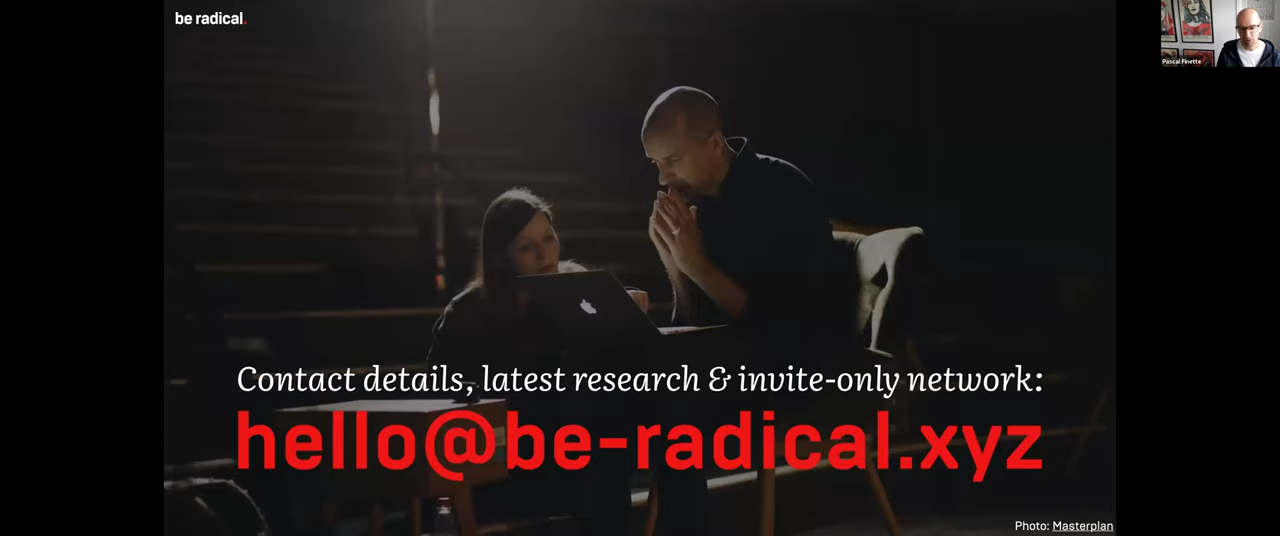 be radical.
Pascal Finette
Contact details, latest research & invite-only network:
hello@be-radical.xyz
Photo: Masterplan